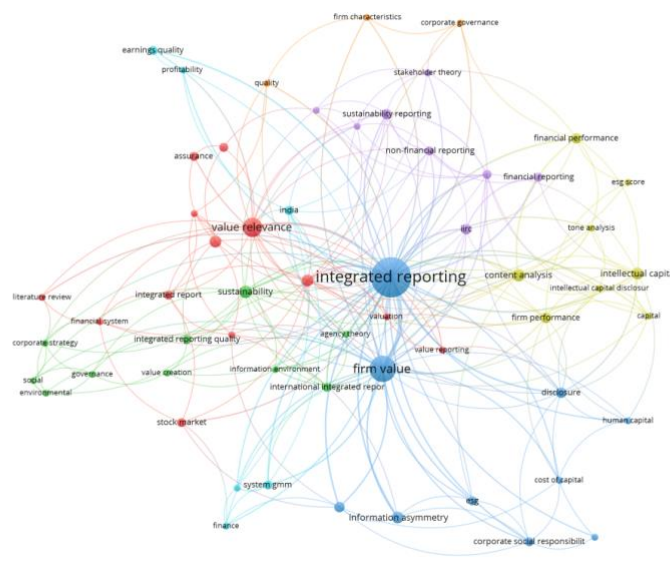 firm characteristics
corporate governance
earnings quality
profitability
quality
stakeholder theory
sustainability reporting
financial performance
assurance
non-financial reporting
financial reporting
esg score
india
value relevance
iirc
tone analysis
integrated reporting
content analysis
intellectual capit
intellectual capital disclosur
literature review
integrated report
sustainability
financial system
valuation
firm performance
capital
corporate strategy
integrated reporting quality
agency theory
value reporting
social
governance
value creation
information environment
firm value
environmental
international integrated repor
disclosure
stock market
human capital
system gmm
cost of capital
esg
finance
information asymmetry
corporate social responsibilit